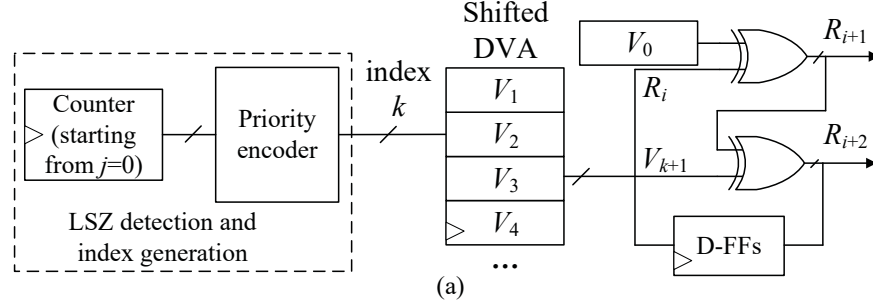 Counter
(starting
from j=0)
Priority
encoder
LSZ detection and
index generation
index
k
Shifted
DVA
V1
V2
V3
V4
...
V0
Ri
Vk+1
Ri+1
Ri+2
D-FFs
(a)